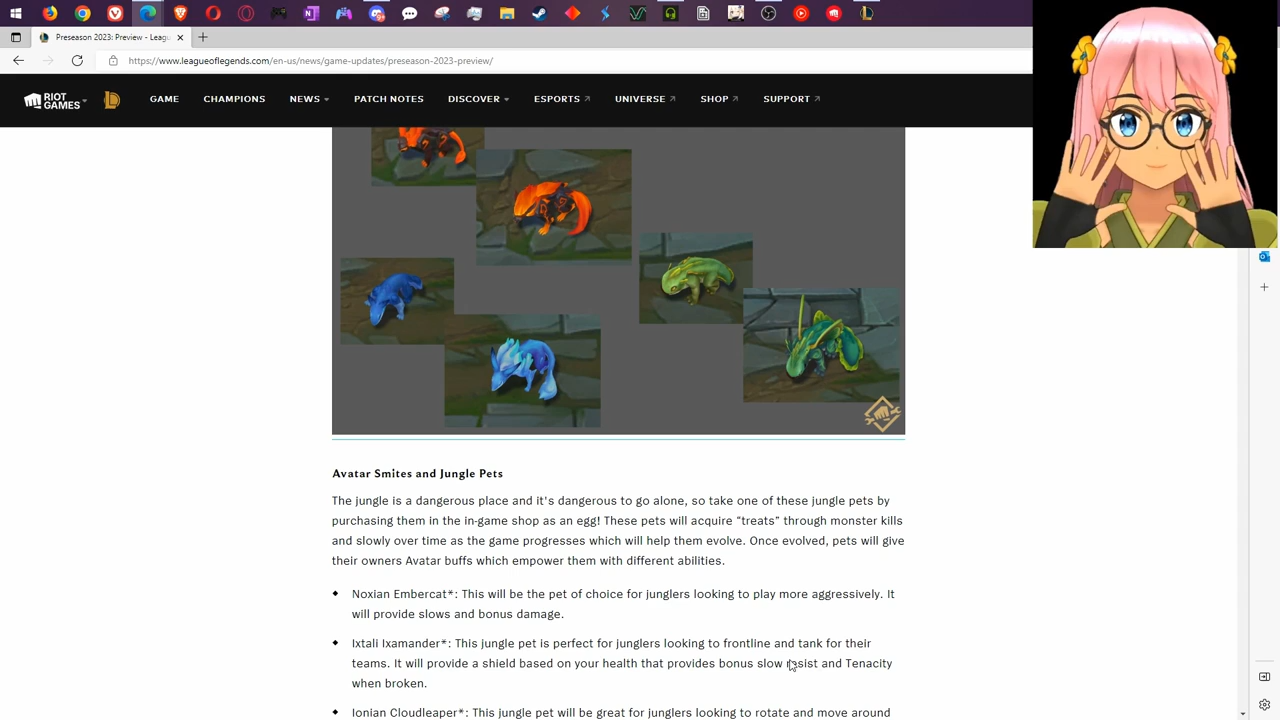 Preseason 2023: Preview - Leagu
https://www.leagueoflegends.com/en-us/news/game-updates/preseason-2023-preview/
RIOT GAMES
GAME
CHAMPIONS
NEWS
PATCH NOTES
DISCOVER
ESPORTS
UNIVERSE
SHOP
SUPPORT
Avatar Smites and Jungle Pets
The jungle is a dangerous place and it's dangerous to go alone, so take one of these jungle pets by
purchasing them in the in-game shop as an egg! These pets will acquire “treats” through monster kills
and slowly over time as the game progresses which will help them evolve. Once evolved, pets will give
their owners Avatar buffs which empower them with different abilities.
Noxian Embercat*: This will be the pet of choice for junglers looking to play more aggressively. It
will provide slows and bonus damage.
Ixtali Ixamander*: This jungle pet is perfect for junglers looking to frontline and tank for their
teams. It will provide a shield based on your health that provides bonus slow resist and Tenacity
when broken.
Ionian Cloudleaper*: This jungle pet will be great for junglers looking to rotate and move around